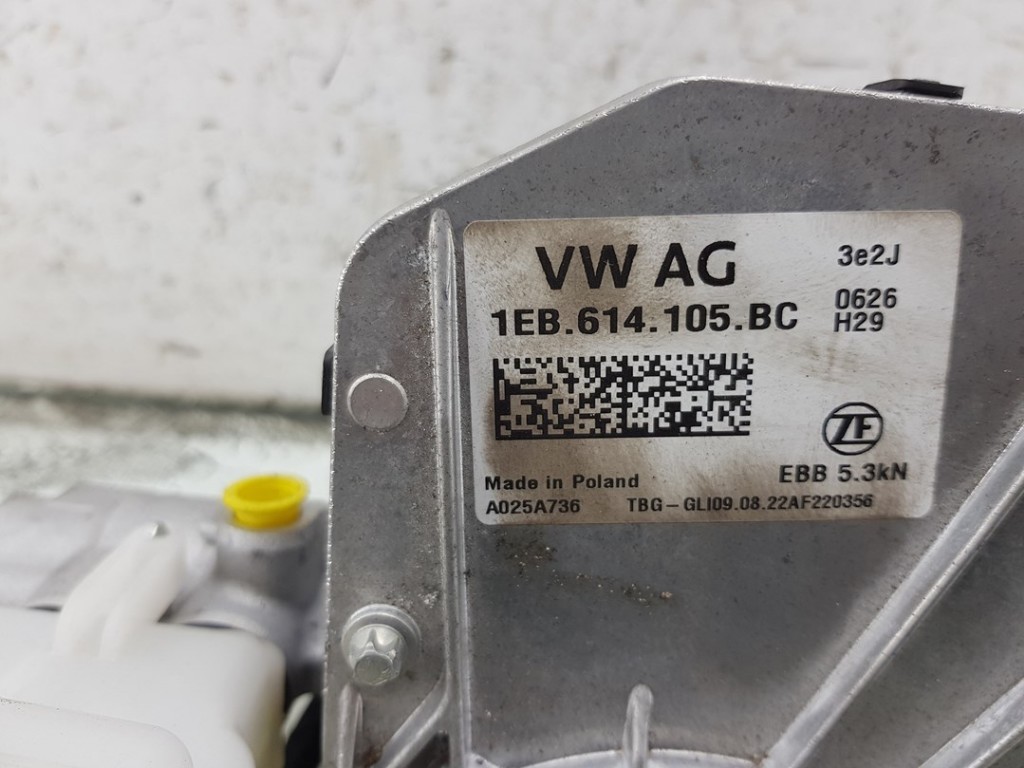 VW AG
3e2J
1EB.614.105.BC
0626
H29
ZF
EBB 5.3kN
Made in Poland
A025A736 TBG-GLI09.08.22AF220356